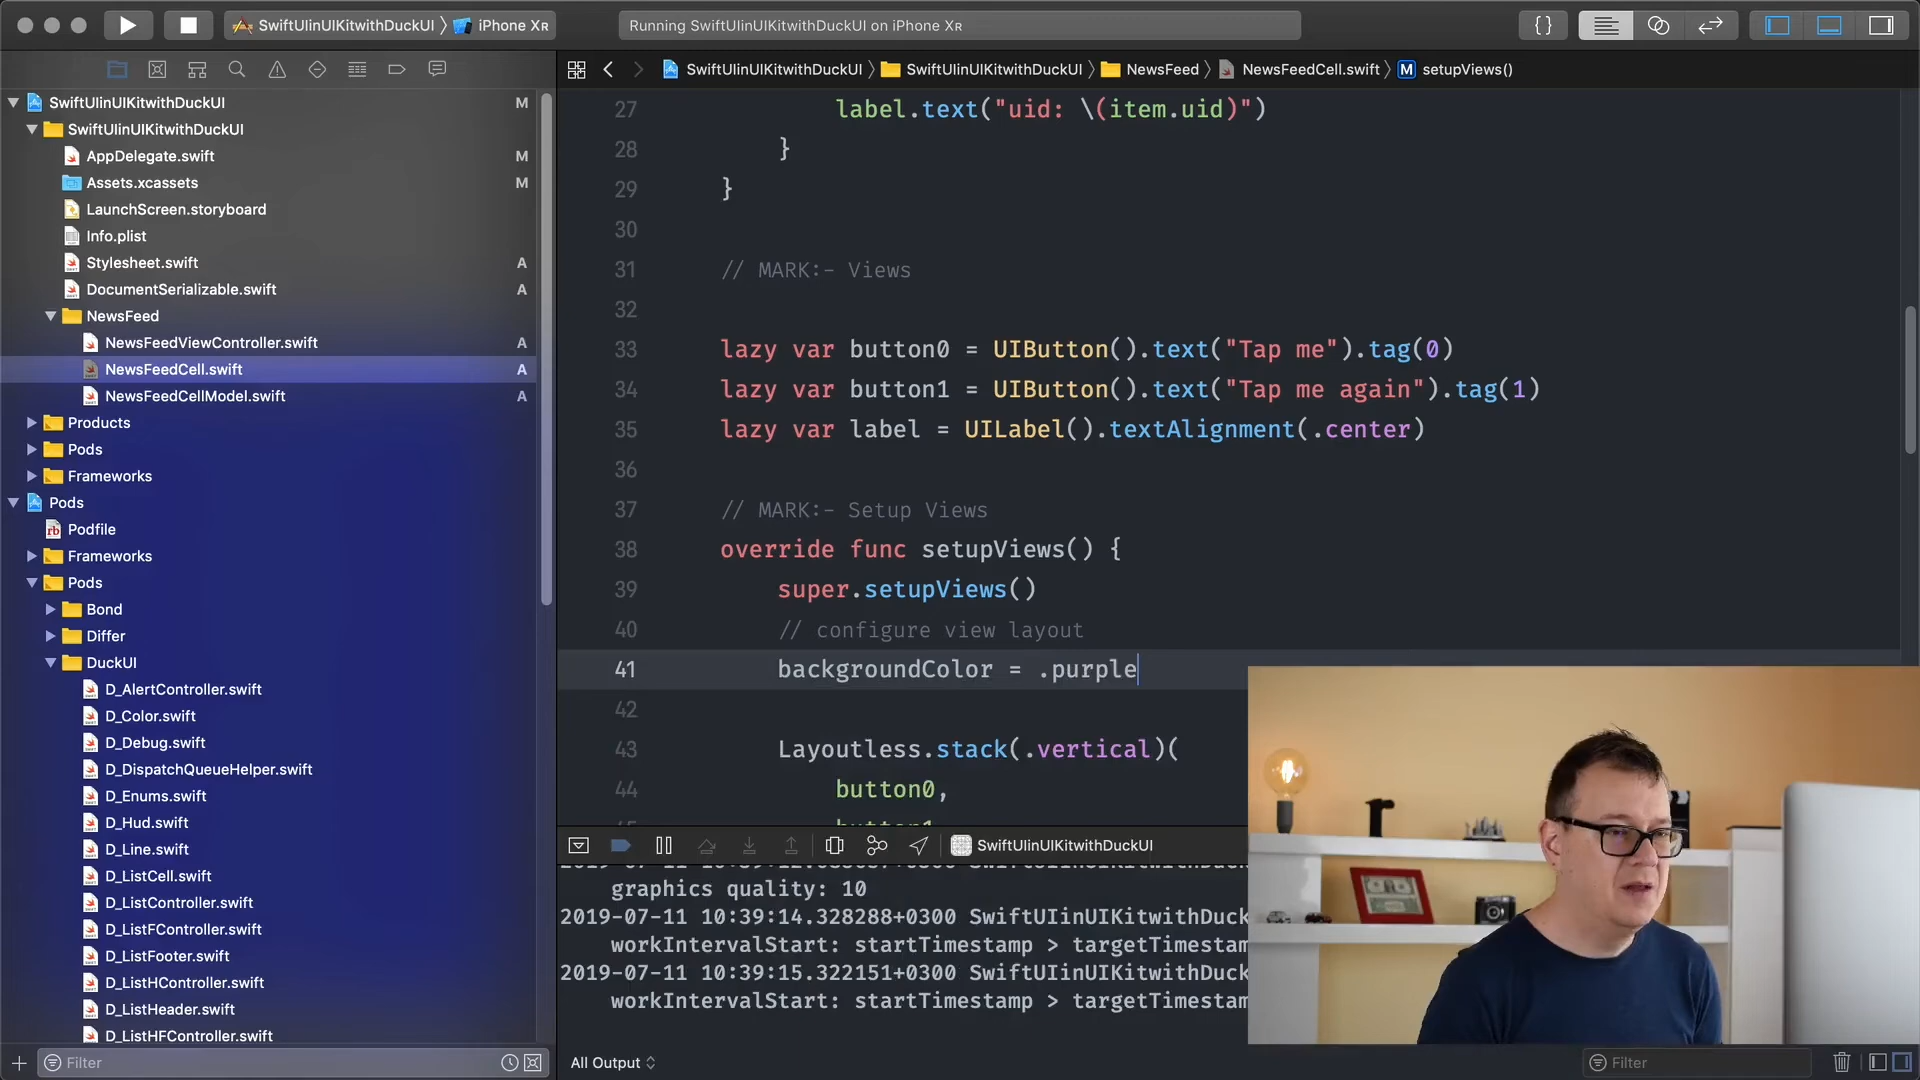 SwiftUIinUIKitwithDuckUI 〉 iPhone XR
Running SwiftUIinUIKitwithDuckUI on iPhone XR
{ }
SwiftUIinUIKitwithDuckUI 〉 SwiftUIinUIKitwithDuckUI 〉 NewsFeed 〉 NewsFeedCell.swift 〉 M setupViews()
SwiftUIinUIKitwithDuckUI M
SwiftUIinUIKitwithDuckUI
AppDelegate.swift M
Assets.xcassets M
LaunchScreen.storyboard
Info.plist
Stylesheet.swift A
DocumentSerializable.swift A
NewsFeed
NewsFeedViewController.swift A
NewsFeedCell.swift A
NewsFeedCellModel.swift A
Products
Pods
Frameworks
Pods
rb Podfile
Frameworks
Pods
Bond
Differ
DuckUI
D_AlertController.swift
D_Color.swift
D_Debug.swift
D_DispatchQueueHelper.swift
D_Enums.swift
D_Hud.swift
D_Line.swift
D_ListCell.swift
D_ListController.swift
D_ListFController.swift
D_ListFooter.swift
D_ListHController.swift
D_ListHeader.swift
D_ListHFController.swift
Filter
27 label.text("uid: \(item.uid)")
28 }
29 }
30
31 // MARK:- Views
32
33 lazy var button0 = UIButton().text("Tap me").tag(0)
34 lazy var button1 = UIButton().text("Tap me again").tag(1)
35 lazy var label = UILabel().textAlignment(.center)
36
37 // MARK:- Setup Views
38 override func setupViews() {
39 super.setupViews()
40 // configure view layout
41 backgroundColor = .purple
42
43 Layoutless.stack(.vertical)(
44 button0,
SwiftUIinUIKitwithDuckUI
graphics quality: 10
2019-07-11 10:39:14.328288+0300 SwiftUIinUIKitwithDuck
workIntervalStart: startTimestamp > targetTimestam
2019-07-11 10:39:15.322151+0300 SwiftUIinUIKitwithDuck
workIntervalStart: startTimestamp > targetTimestam
All Output
Filter